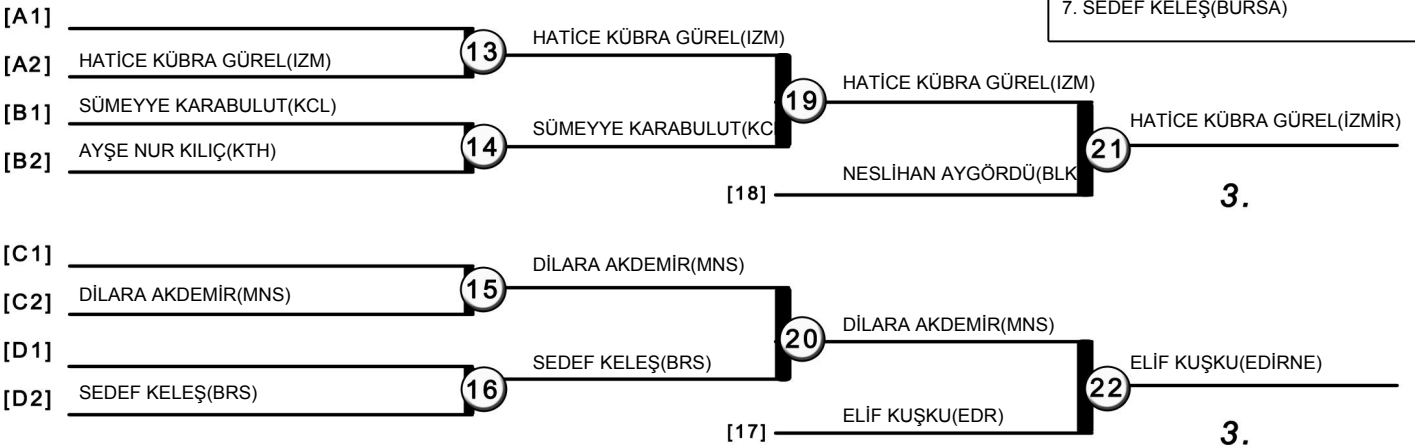 7. SEDEF KELEŞ(BURSA)
[A1]
[A2] HATİCE KÜBRA GÜREL(IZM)
13 HATİCE KÜBRA GÜREL(IZM)
[B1] SÜMEYYE KARABULUT(KCL)
[B2] AYŞE NUR KILIÇ(KTH)
14 SÜMEYYE KARABULUT(KC
19 HATİCE KÜBRA GÜREL(IZM)
[18] NESLİHAN AYGÖRDÜ(BLK
21 HATİCE KÜBRA GÜREL(İZMİR)
3.
[C1]
[C2] DİLARA AKDEMİR(MNS)
15 DİLARA AKDEMİR(MNS)
[D1]
[D2] SEDEF KELEŞ(BRS)
16 SEDEF KELEŞ(BRS)
20 DİLARA AKDEMİR(MNS)
[17] ELİF KUŞKU(EDR)
22 ELİF KUŞKU(EDİRNE)
3.